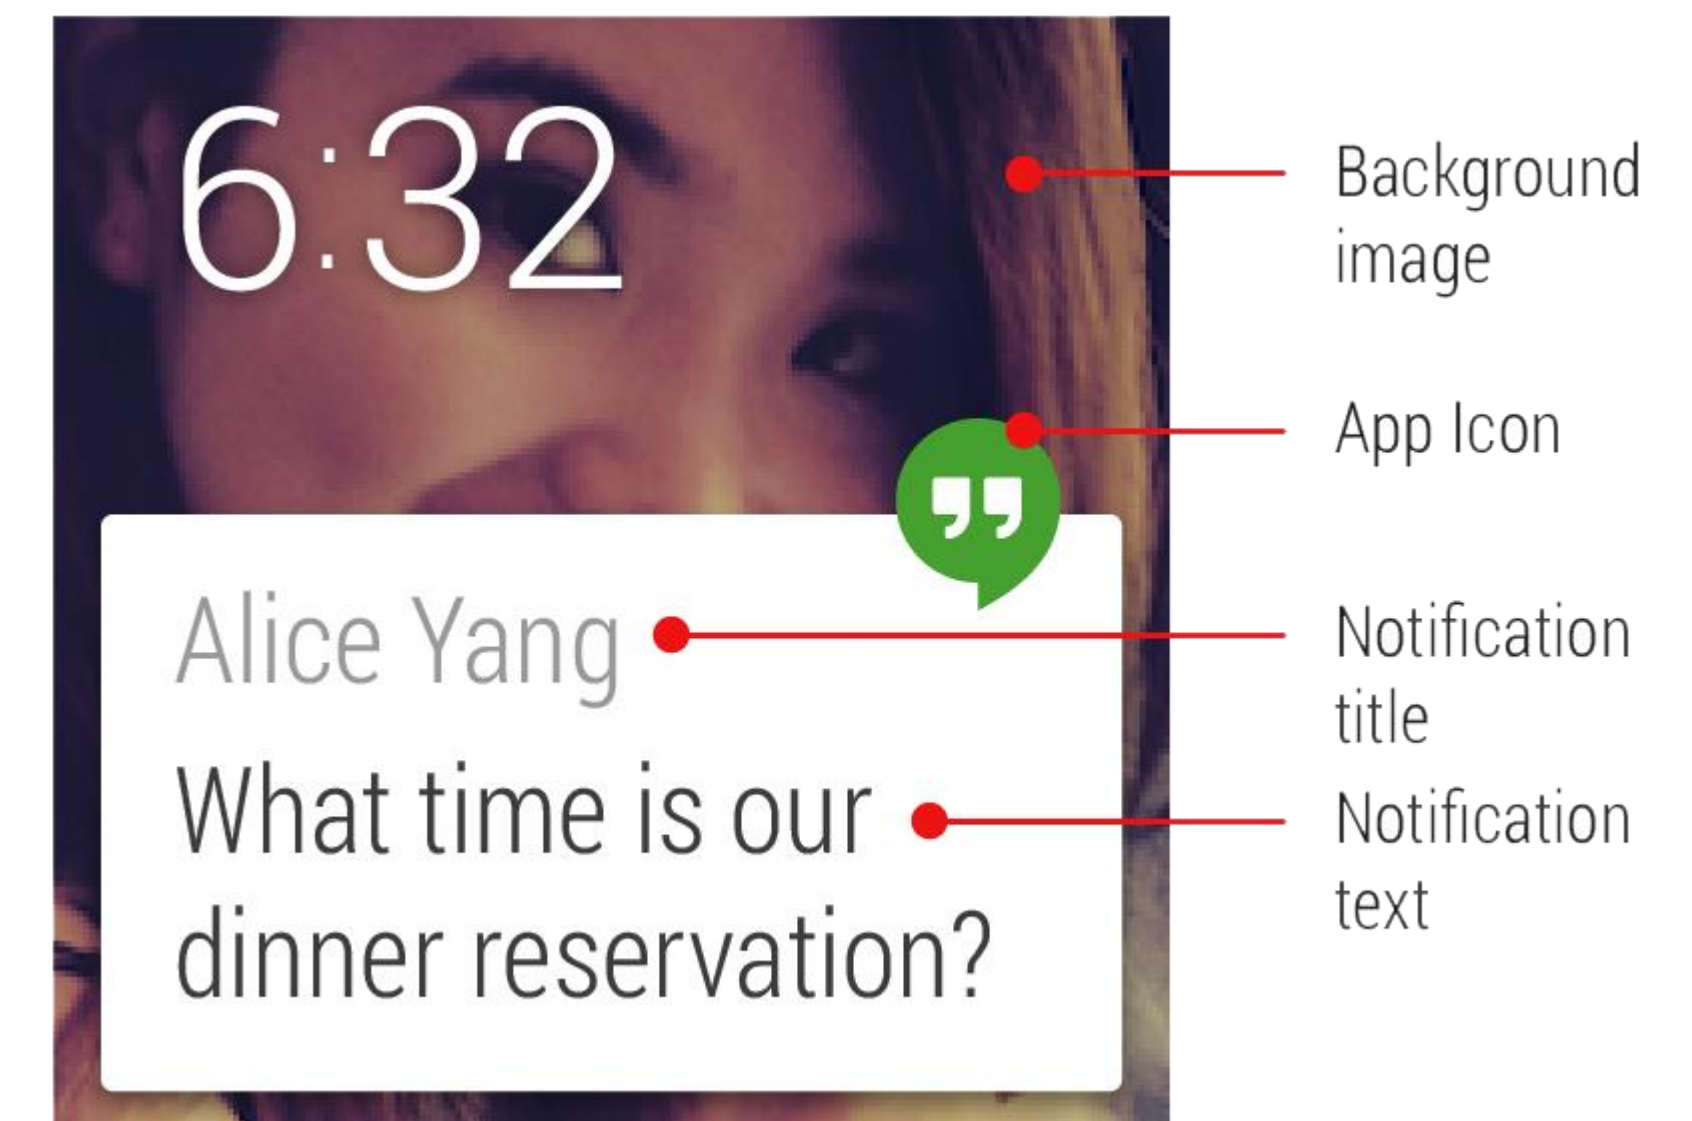 6:32
Background
image
App Icon
Alice Yang
Notification
title
What time is our
dinner reservation?
Notification
text